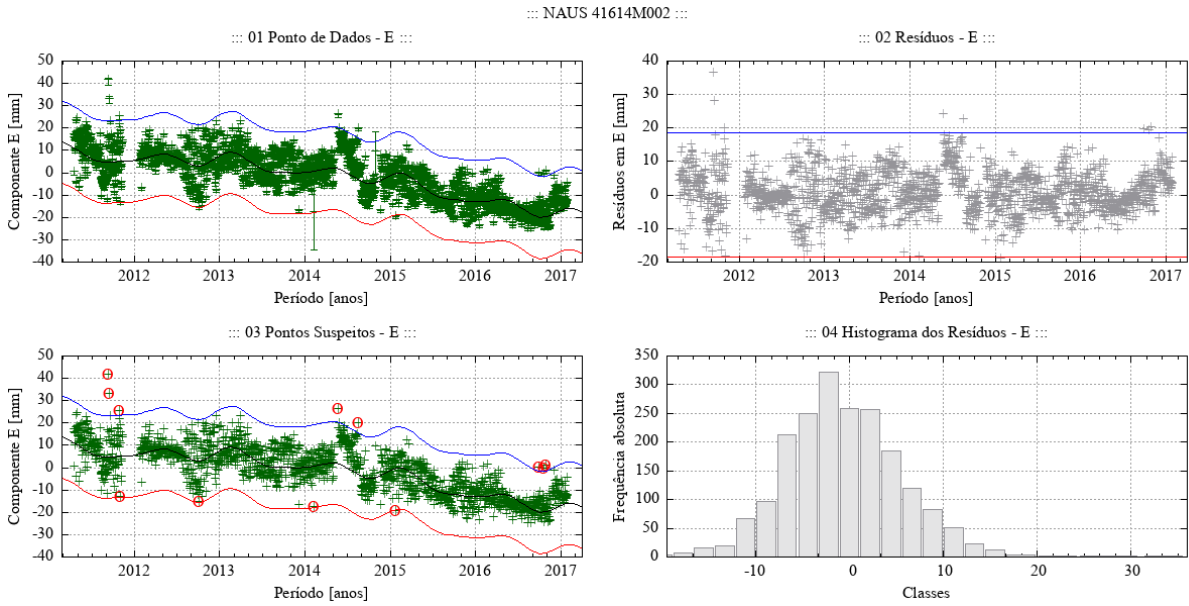 ::: NAUS 41614M002 :::
::: 01 Ponto de Dados - E :::
Componente E [mm]
50
40
30
20
10
0
-10
-20
-30
-40
2012 2013 2014 2015 2016 2017
Período [anos]
::: 02 Resíduos - E :::
Resíduos em E [mm]
40
30
20
10
0
-10
-20
2012 2013 2014 2015 2016 2017
Período [anos]
::: 03 Pontos Suspeitos - E :::
Componente E [mm]
50
40
30
20
10
0
-10
-20
-30
-40
2012 2013 2014 2015 2016 2017
Período [anos]
::: 04 Histograma dos Resíduos - E :::
Frequência absoluta
350
300
250
200
150
100
50
0
-10 0 10 20 30
Classes